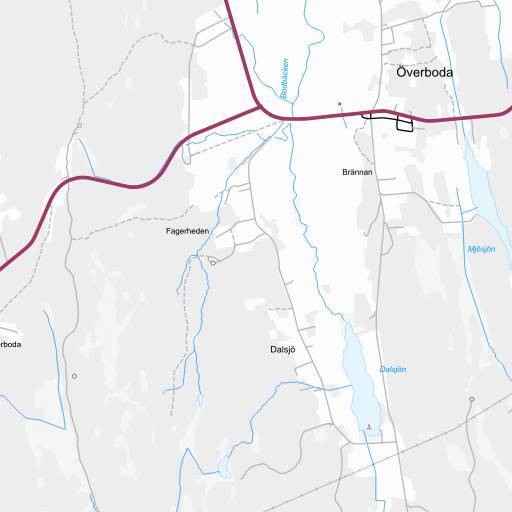 Överboda
Bodbäcken
Brännan
Fagerheden
Mjösjön
rboda
Dalsjö
Dalsjön